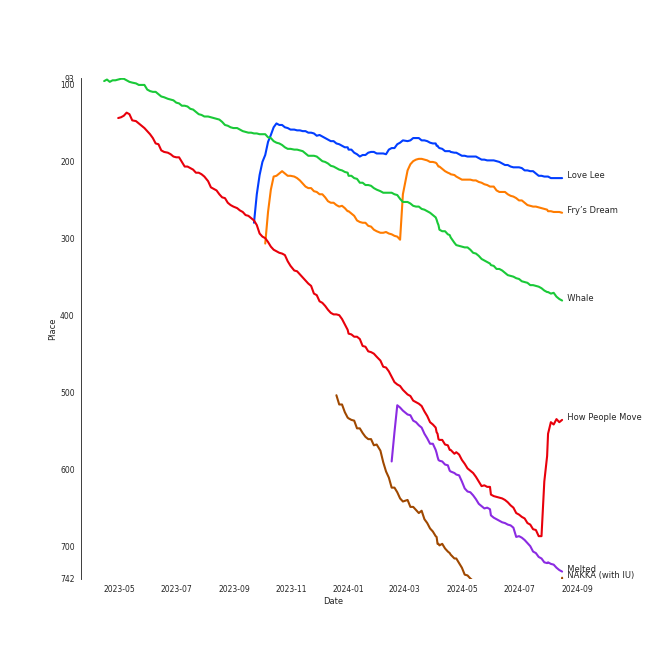 93
100
200
300
400
500
600
700
742
Place
Love Lee
Fry's Dream
Whale
How People Move
Melted
NAKKA (with IU)
2023-05
2023-07
2023-09
2023-11
2024-01
2024-03
2024-05
2024-07
2024-09
Date